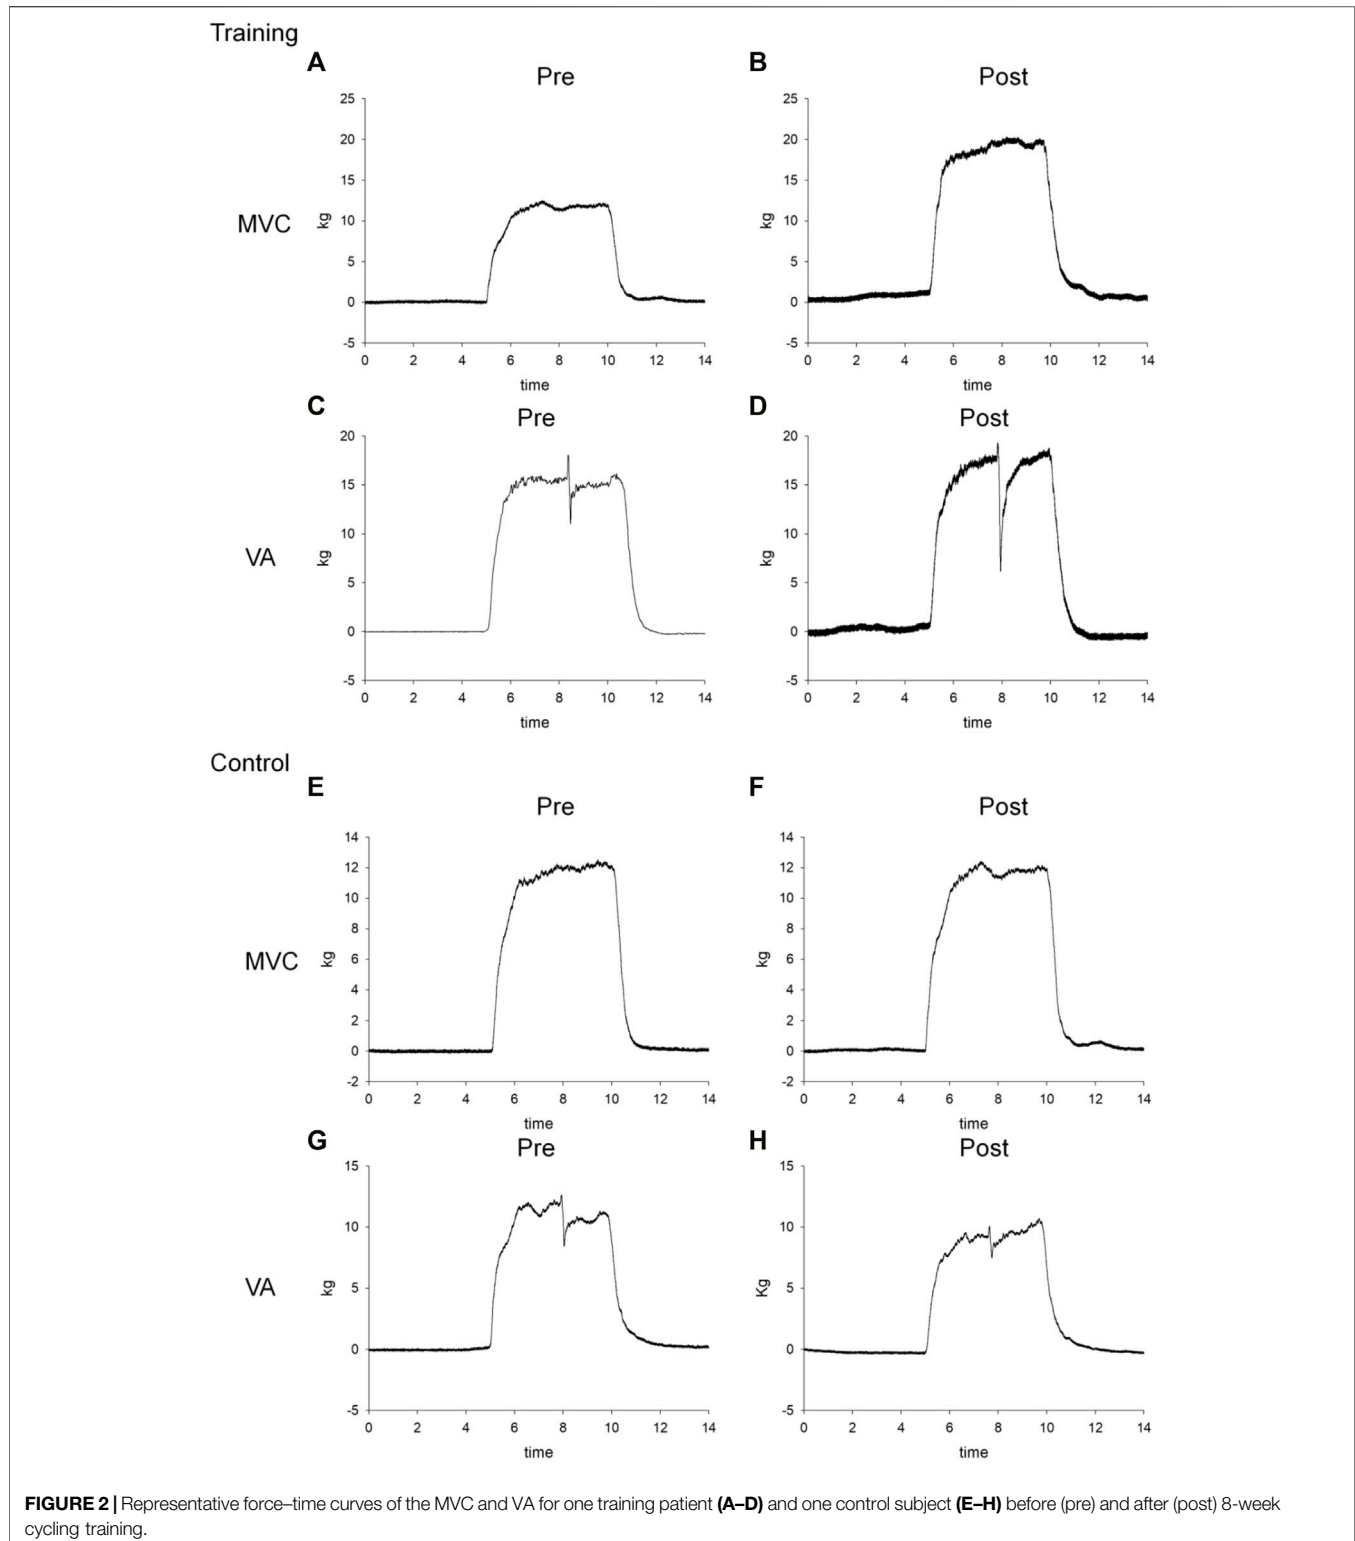 Training
A
Pre
25
20
15
10
5
0
-5
kg
0 2 4 6 8 10 12 14
time
B
Post
25
20
15
10
5
0
-5
kg
0 2 4 6 8 10 12 14
time
MVC
C
Pre
20
15
10
5
0
-5
kg
0 2 4 6 8 10 12 14
time
D
Post
20
15
10
5
0
-5
kg
0 2 4 6 8 10 12 14
time
VA
Control
E
Pre
14
12
10
8
6
4
2
0
-2
kg
0 2 4 6 8 10 12 14
time
F
Post
14
12
10
8
6
4
2
0
-2
kg
0 2 4 6 8 10 12 14
time
MVC
G
Pre
15
10
5
0
-5
kg
0 2 4 6 8 10 12 14
time
H
Post
15
10
5
0
-5
Kg
0 2 4 6 8 10 12 14
time
VA
FIGURE 2 | Representative force–time curves of the MVC and VA for one training patient (A–D) and one control subject (E–H) before (pre) and after (post) 8-week
cycling training.